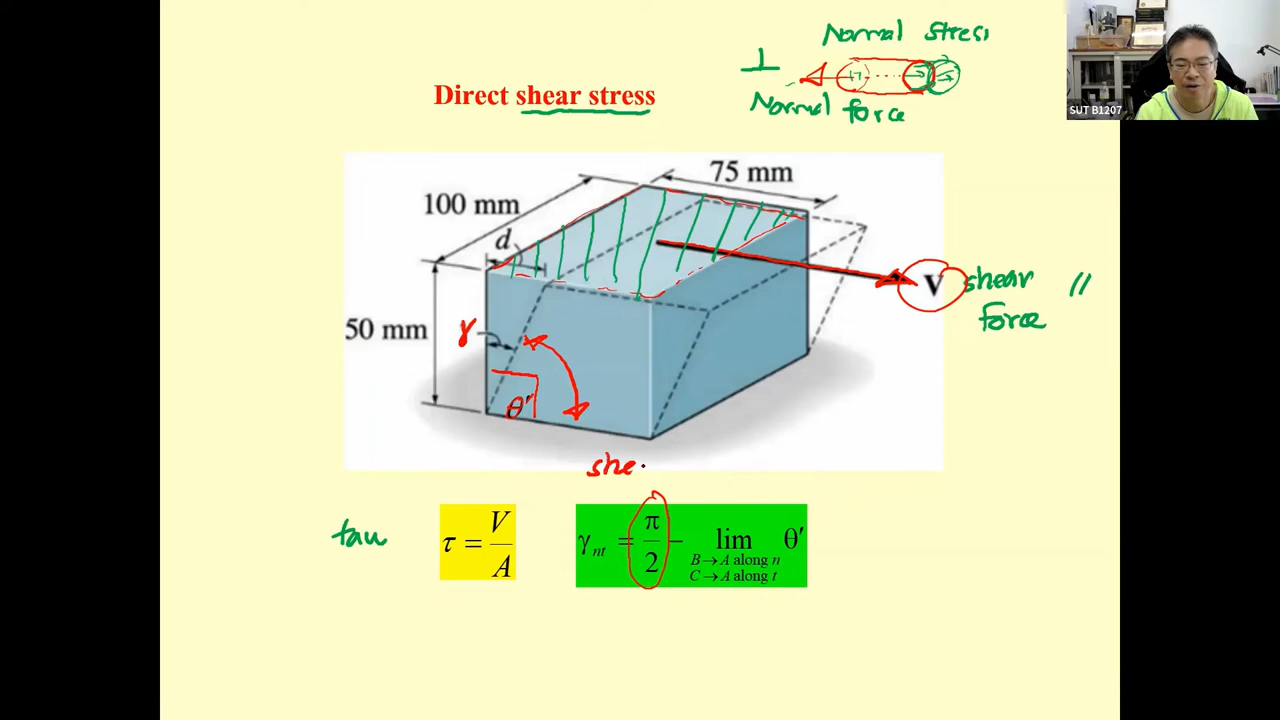 Normal stress
⊥
Normal force
SUT B1207
Direct shear stress
75 mm
100 mm
d
V shear force //
50 mm
γ
θ'
she
tau
τ = V/A
γnt = π/2 − lim θ'
B → A along n
C → A along t